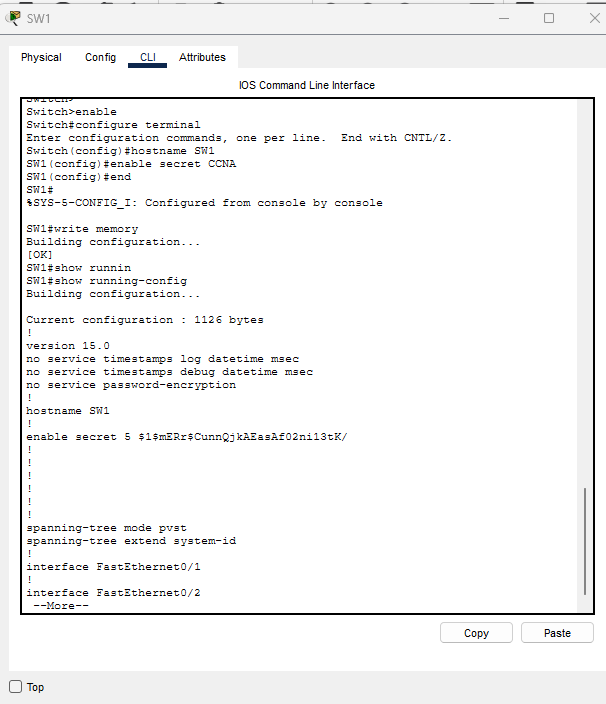 SW1
Physical Config CLI Attributes
IOS Command Line Interface
Switch>
Switch>enable
Switch#configure terminal
Enter configuration commands, one per line.  End with CNTL/Z.
Switch(config)#hostname SW1
SW1(config)#enable secret CCNA
SW1(config)#end
SW1#
%SYS-5-CONFIG_I: Configured from console by console
SW1#write memory
Building configuration...
[OK]
SW1#show runnin
SW1#show running-config
Building configuration...
Current configuration : 1126 bytes
!
version 15.0
no service timestamps log datetime msec
no service timestamps debug datetime msec
no service password-encryption
!
hostname SW1
!
enable secret 5 $1$mERr$CunnQjkAEasAf02ni13tK/
!
!
!
!
!
!
spanning-tree mode pvst
spanning-tree extend system-id
!
interface FastEthernet0/1
!
interface FastEthernet0/2
 --More--
Copy Paste
Top